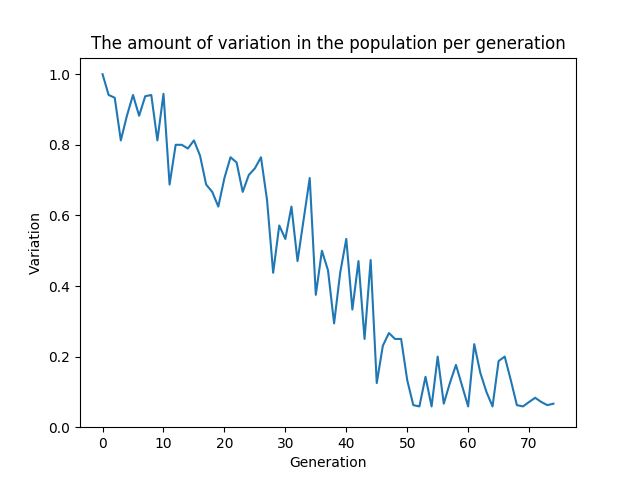 The amount of variation in the population per generation
1.0
0.8
0.6
0.4
0.2
0.0
Variation
0 10 20 30 40 50 60 70
Generation